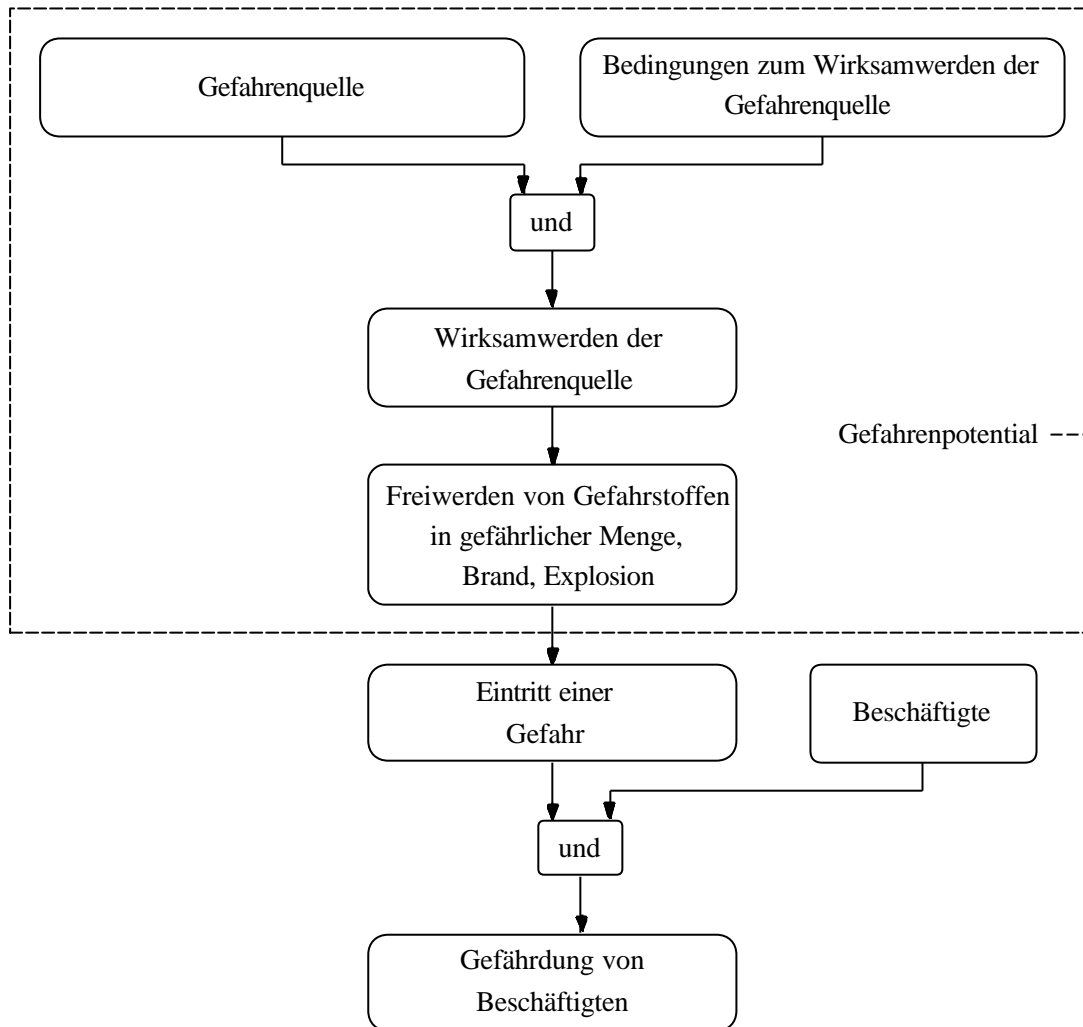 Gefahrenquelle
Bedingungen zum Wirksamwerden der
Gefahrenquelle
und
Wirksamwerden der
Gefahrenquelle
Gefahrenpotential
Freiwerden von Gefahrstoffen
in gefährlicher Menge,
Brand, Explosion
Eintritt einer
Gefahr
Beschäftigte
und
Gefährdung von
Beschäftigten